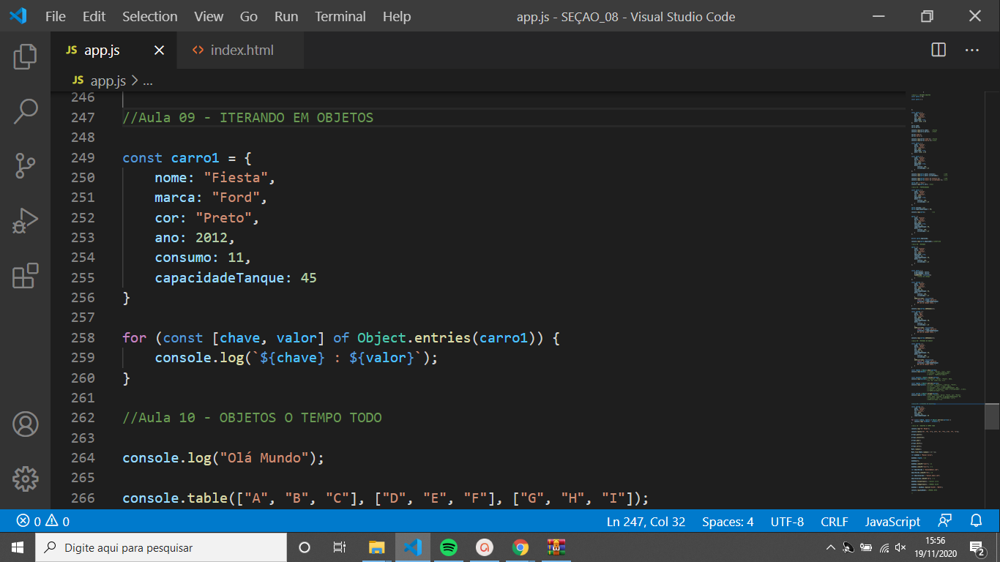 File Edit Selection View Go Run Terminal Help app.js - SEÇAO_08 - Visual Studio Code
JS app.js index.html
JS app.js > ...
246
247 //Aula 09 - ITERANDO EM OBJETOS
248
249 const carro1 = {
250 nome: "Fiesta",
251 marca: "Ford",
252 cor: "Preto",
253 ano: 2012,
254 consumo: 11,
255 capacidadeTanque: 45
256 }
257
258 for (const [chave, valor] of Object.entries(carro1)) {
259 console.log(`${chave} : ${valor}`);
260 }
261
262 //Aula 10 - OBJETOS O TEMPO TODO
263
264 console.log("Olá Mundo");
265
266 console.table(["A", "B", "C"], ["D", "E", "F"], ["G", "H", "I"]);
0 0 Ln 247, Col 32 Spaces: 4 UTF-8 CRLF JavaScript
Digite aqui para pesquisar
15:56
19/11/2020
2